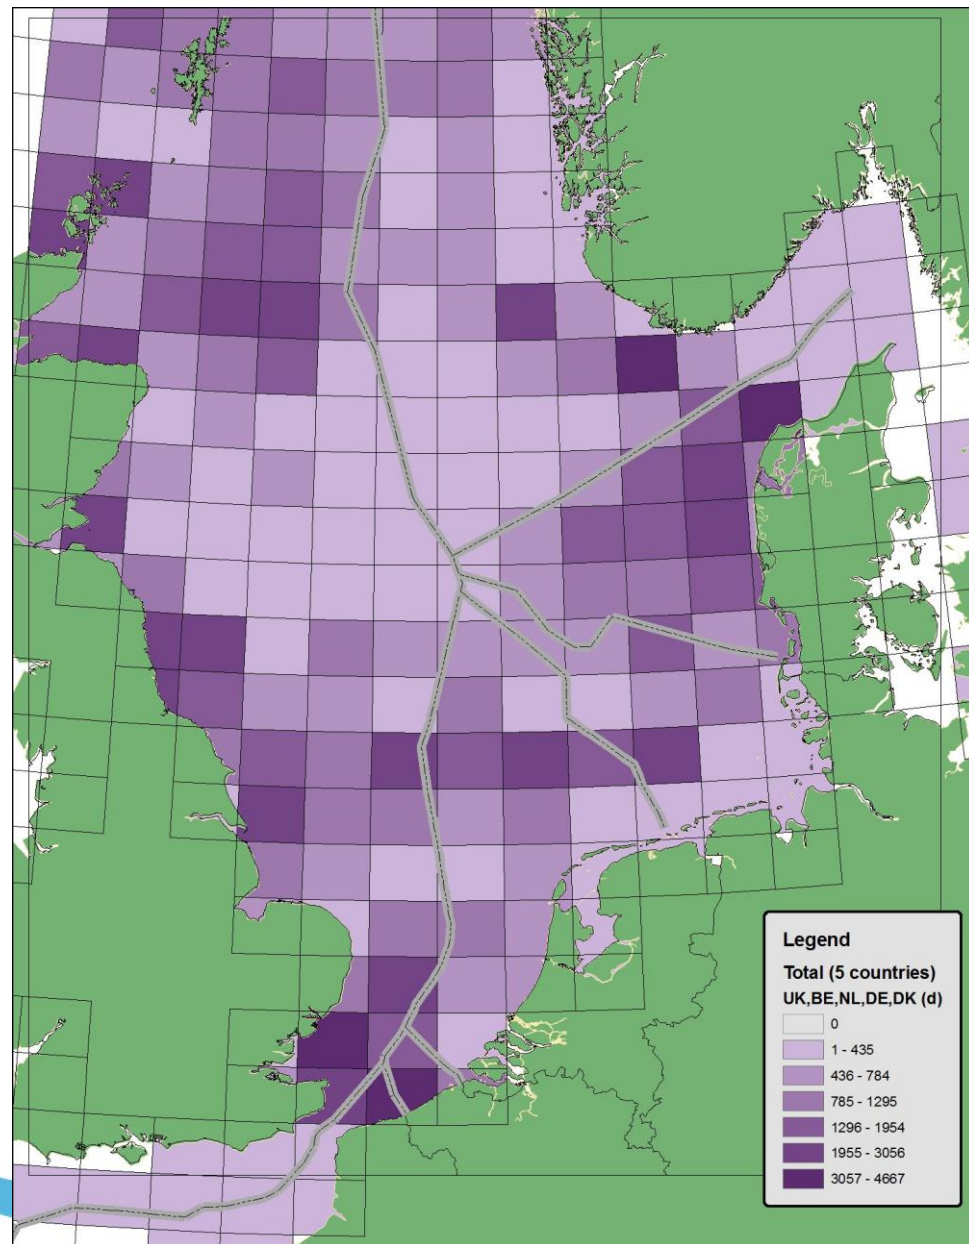 Legend
Total (5 countries)
UK,BE,NL,DE,DK (d)
0
1 - 435
436 - 784
785 - 1295
1296 - 1954
1955 - 3056
3057 - 4667